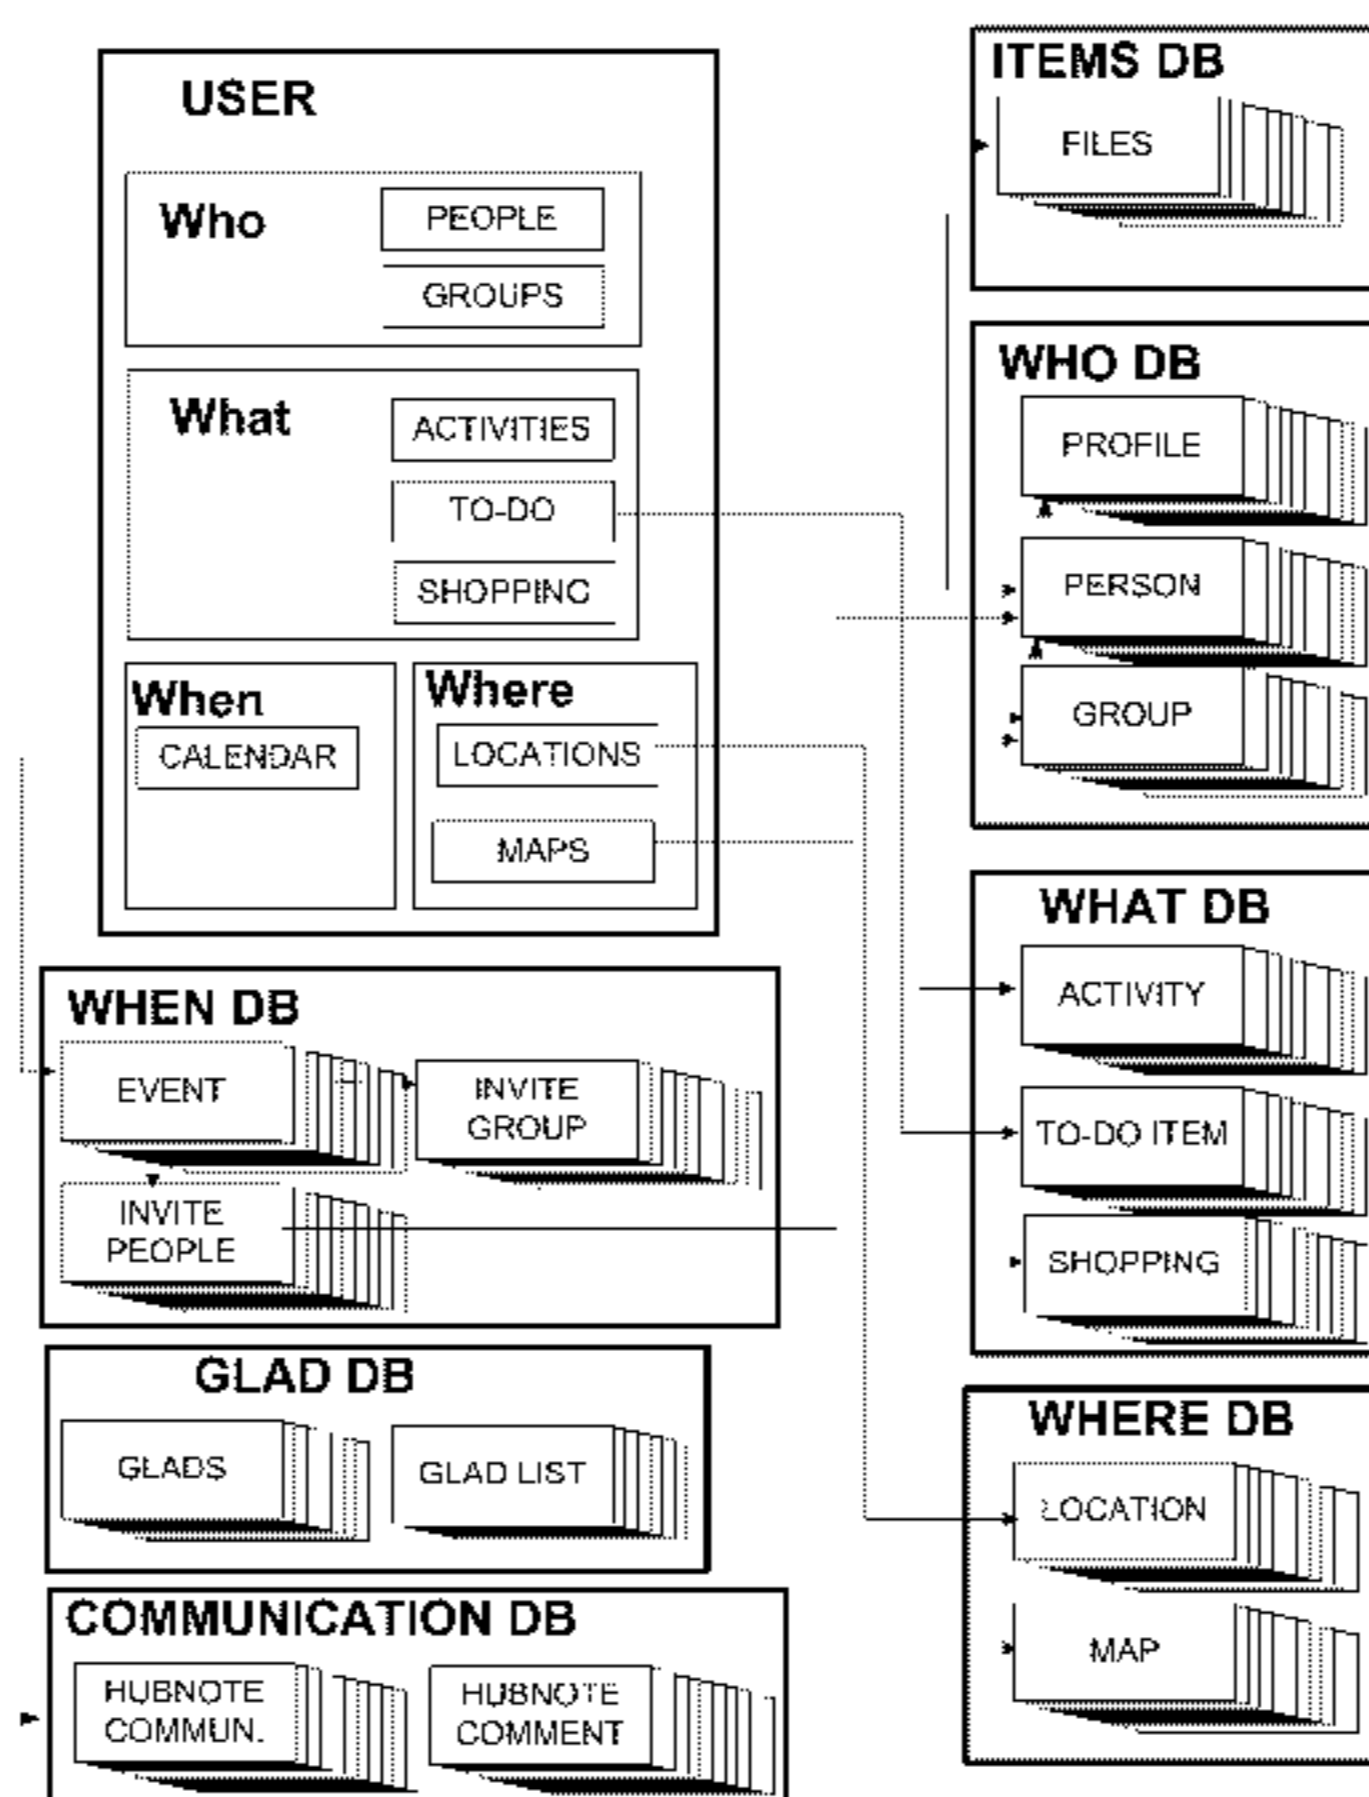 USER
Who
PEOPLE
GROUPS
What
ACTIVITIES
TO-DO
SHOPPING
When
CALENDAR
Where
LOCATIONS
MAPS
WHEN DB
EVENT
INVITE
GROUP
INVITE
PEOPLE
GLAD DB
GLADS
GLAD LIST
COMMUNICATION DB
HUBNOTE
COMMUN.
HUBNOTE
COMMENT
ITEMS DB
FILES
WHO DB
PROFILE
PERSON
GROUP
WHAT DB
ACTIVITY
TO-DO ITEM
SHOPPING
WHERE DB
LOCATION
MAP